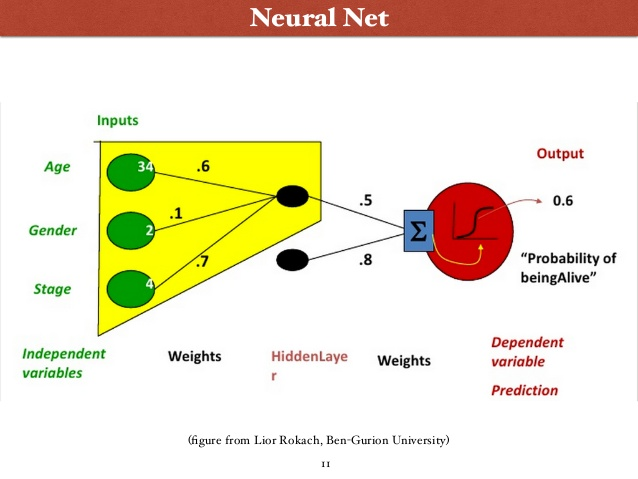 Neural Net
Inputs
Age
34
.6
Output
.5
0.6
Gender
2
.1
Σ
Stage
4
.7
.8
“Probability of
beingAlive”
Independent
variables
Weights
HiddenLaye
r
Weights
Dependent
variable
Prediction
(figure from Lior Rokach, Ben-Gurion University)
11